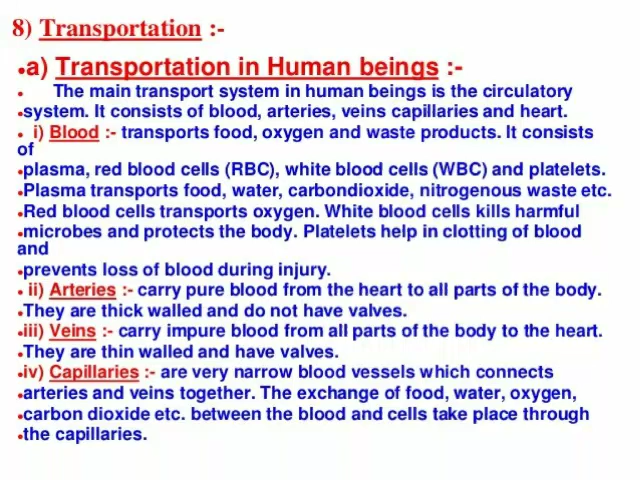 8) Transportation :-
•a) Transportation in Human beings :-
• The main transport system in human beings is the circulatory
•system. It consists of blood, arteries, veins capillaries and heart.
• i) Blood :- transports food, oxygen and waste products. It consists
of
•plasma, red blood cells (RBC), white blood cells (WBC) and platelets.
•Plasma transports food, water, carbondioxide, nitrogenous waste etc.
•Red blood cells transports oxygen. White blood cells kills harmful
•microbes and protects the body. Platelets help in clotting of blood
and
•prevents loss of blood during injury.
• ii) Arteries :- carry pure blood from the heart to all parts of the body.
•They are thick walled and do not have valves.
•iii) Veins :- carry impure blood from all parts of the body to the heart.
•They are thin walled and have valves.
•iv) Capillaries :- are very narrow blood vessels which connects
•arteries and veins together. The exchange of food, water, oxygen,
•carbon dioxide etc. between the blood and cells take place through
•the capillaries.